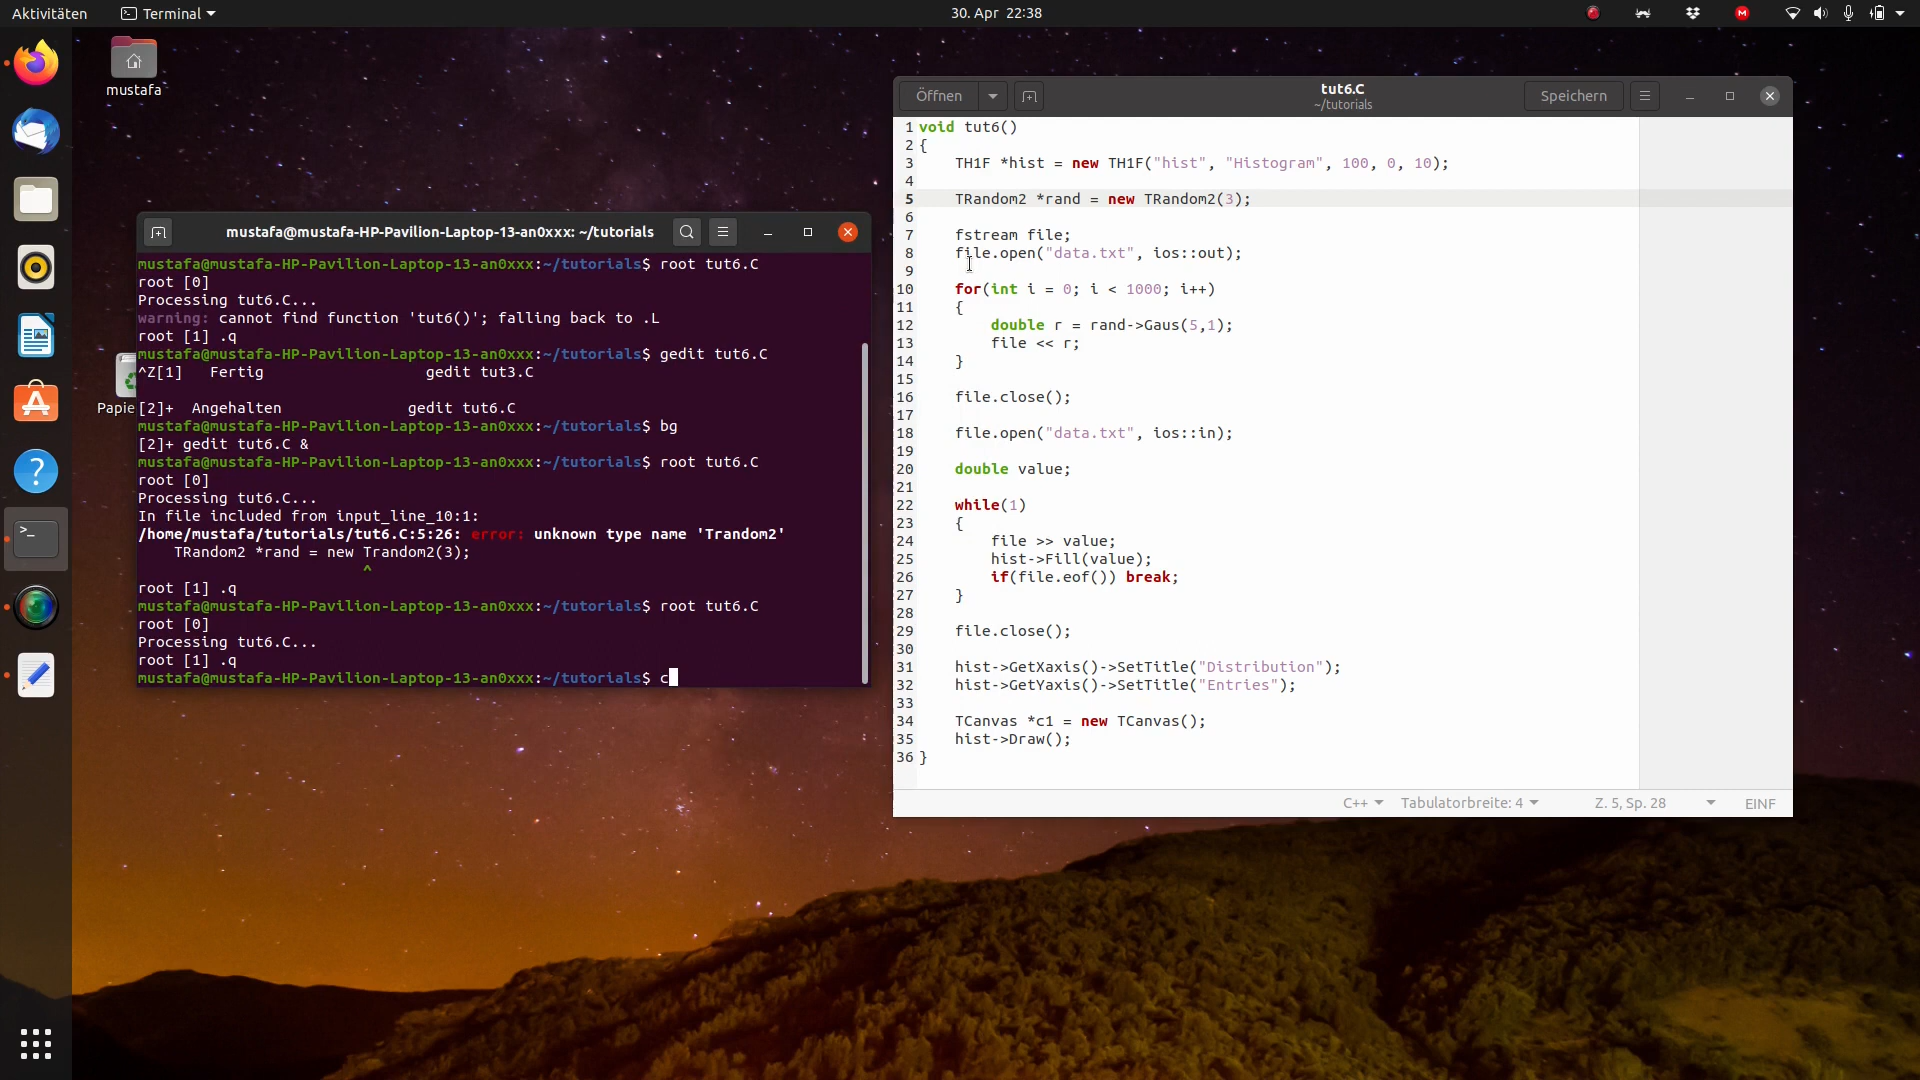 Aktivitäten
Terminal
30. Apr 22:38
mustafa
Papie
mustafa@mustafa-HP-Pavilion-Laptop-13-an0xxx: ~/tutorials
mustafa@mustafa-HP-Pavilion-Laptop-13-an0xxx:~/tutorials$ root tut6.C
root [0]
Processing tut6.C...
warning: cannot find function 'tut6()'; falling back to .L
root [1] .q
mustafa@mustafa-HP-Pavilion-Laptop-13-an0xxx:~/tutorials$ gedit tut6.C
^Z[1]   Fertig                  gedit tut3.C
[2]+  Angehalten              gedit tut6.C
mustafa@mustafa-HP-Pavilion-Laptop-13-an0xxx:~/tutorials$ bg
[2]+ gedit tut6.C &
mustafa@mustafa-HP-Pavilion-Laptop-13-an0xxx:~/tutorials$ root tut6.C
root [0]
Processing tut6.C...
In file included from input_line_10:1:
/home/mustafa/tutorials/tut6.C:5:26: error: unknown type name 'Trandom2'
    TRandom2 *rand = new Trandom2(3);
                         ^
root [1] .q
mustafa@mustafa-HP-Pavilion-Laptop-13-an0xxx:~/tutorials$ root tut6.C
root [0]
Processing tut6.C...
root [1] .q
mustafa@mustafa-HP-Pavilion-Laptop-13-an0xxx:~/tutorials$ c
Öffnen
tut6.C
~/tutorials
Speichern
1 void tut6()
2 {
3     TH1F *hist = new TH1F("hist", "Histogram", 100, 0, 10);
4
5     TRandom2 *rand = new TRandom2(3);
6
7     fstream file;
8     file.open("data.txt", ios::out);
9
10     for(int i = 0; i < 1000; i++)
11     {
12         double r = rand->Gaus(5,1);
13         file << r;
14     }
15
16     file.close();
17
18     file.open("data.txt", ios::in);
19
20     double value;
21
22     while(1)
23     {
24         file >> value;
25         hist->Fill(value);
26         if(file.eof()) break;
27     }
28
29     file.close();
30
31     hist->GetXaxis()->SetTitle("Distribution");
32     hist->GetYaxis()->SetTitle("Entries");
33
34     TCanvas *c1 = new TCanvas();
35     hist->Draw();
36 }
C++
Tabulatorbreite: 4
Z. 5, Sp. 28
EINF